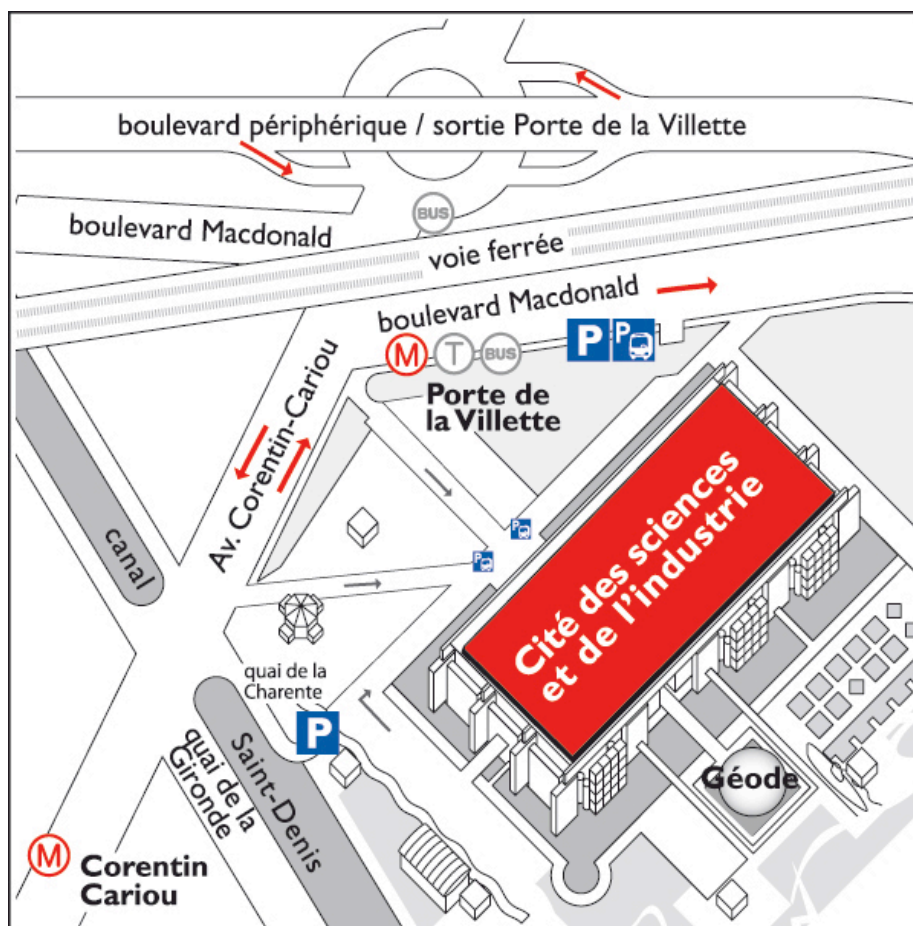 boulevard périphérique / sortie Porte de la Villette
BUS
boulevard Macdonald
voie ferrée
boulevard Macdonald
P P
M T BUS
Porte de
la Villette
Av. Corentin-Cariou
canal
P
P
Cité des sciences
et de l'industrie
quai de la
Charente
P
Saint-Denis
quai de la
Gironde
Géode
M
Corentin
Cariou